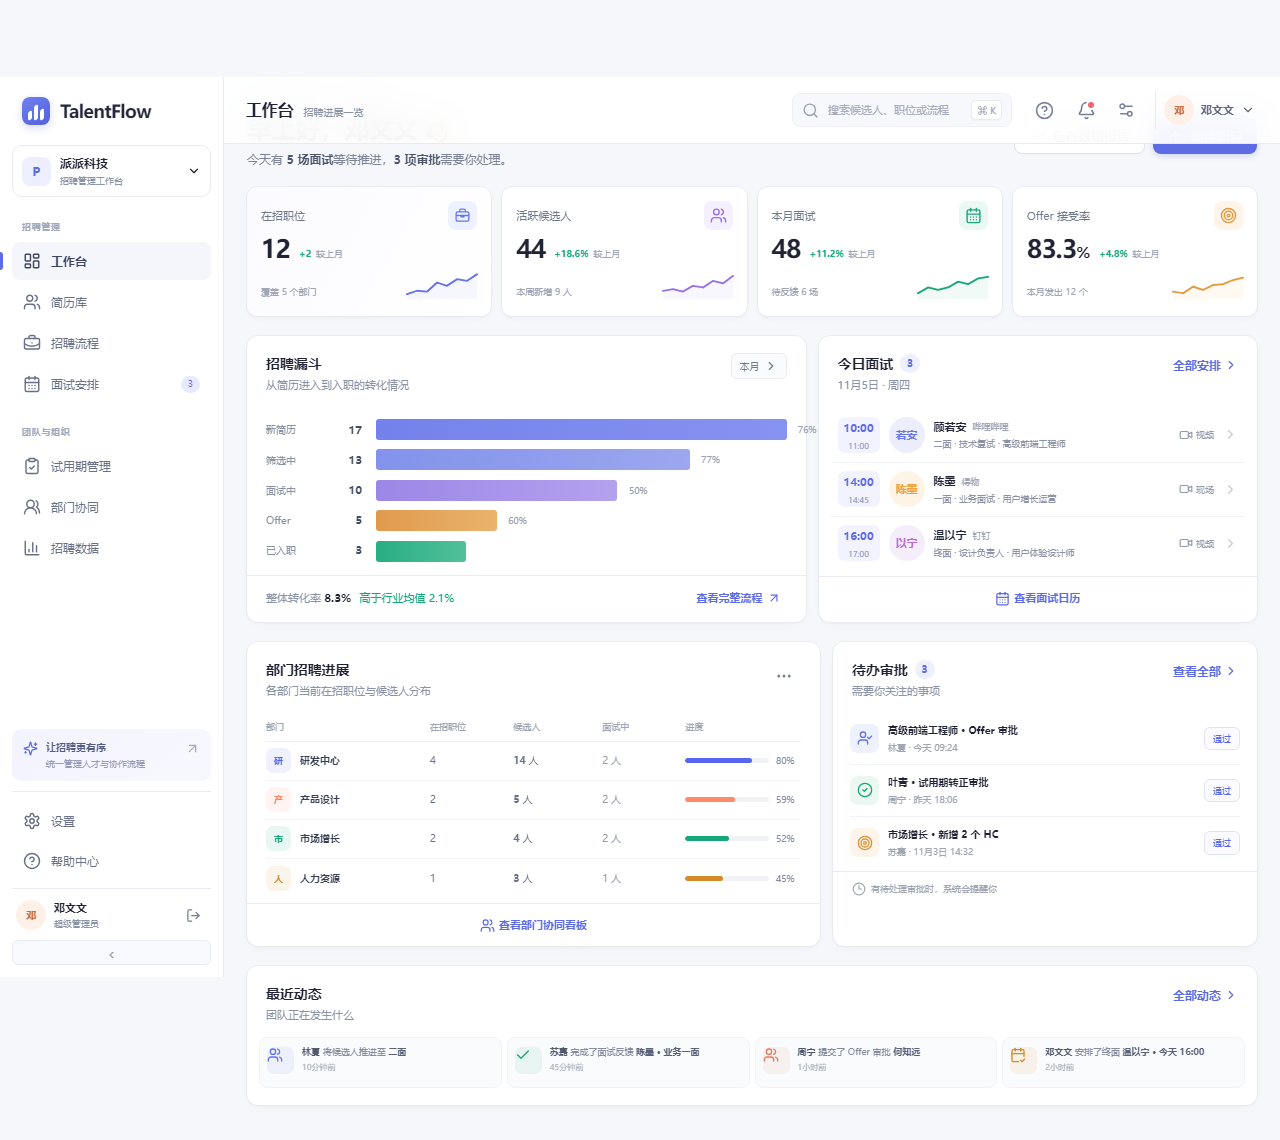 TalentFlow
派派科技
P
招聘管理工作台
招聘管理
工作台
简历库
招聘流程
面试安排
3
团队与组织
试用期管理
部门协同
招聘数据
让招聘更有序
统一管理人才与协作流程
设置
帮助中心
邓
邓文文
超级管理员
‹
工作台 招聘进展一览
搜索候选人、职位或流程
⌘ K
邓
邓文文
早上好，邓文文
今天有 5 场面试等待推进，3 项审批需要你处理。
在招职位
12 +2 较上月
覆盖 5 个部门
活跃候选人
44 +18.6% 较上月
本周新增 9 人
本月面试
48 +11.2% 较上月
待反馈 6 场
Offer 接受率
83.3% +4.8% 较上月
本月发出 12 个
招聘漏斗
从简历进入到入职的转化情况
本月
新简历 17 76%
筛选中 13 77%
面试中 10 50%
Offer 5 60%
已入职 3
整体转化率 8.3% 高于行业均值 2.1%
查看完整流程
今日面试 3
11月5日 · 周四
全部安排
10:00
11:00
若安
顾若安 哔哩哔哩
二面 · 技术复试 · 高级前端工程师
视频
14:00
14:45
陈墨
陈墨 得物
一面 · 业务面试 · 用户增长运营
现场
16:00
17:00
以宁
温以宁 钉钉
终面 · 设计负责人 · 用户体验设计师
视频
查看面试日历
部门招聘进展
各部门当前在招职位与候选人分布
部门 在招职位 候选人 面试中 进度
研 研发中心 4 14 人 2 人 80%
产 产品设计 2 5 人 2 人 59%
市 市场增长 2 4 人 2 人 52%
人 人力资源 1 3 人 1 人 45%
查看部门协同看板
待办审批 3
需要你关注的事项
查看全部
高级前端工程师 • Offer 审批
林夏 · 今天 09:24
通过
叶青 • 试用期转正审批
周宁 · 昨天 18:06
通过
市场增长 • 新增 2 个 HC
苏嘉 · 11月3日 14:32
通过
有待处理审批时，系统会提醒你
最近动态
团队正在发生什么
全部动态
林夏 将候选人推进至 二面
10分钟前
苏嘉 完成了面试反馈 陈墨 • 业务一面
45分钟前
周宁 提交了 Offer 审批 何知远
1小时前
邓文文 安排了终面 温以宁 • 今天 16:00
2小时前